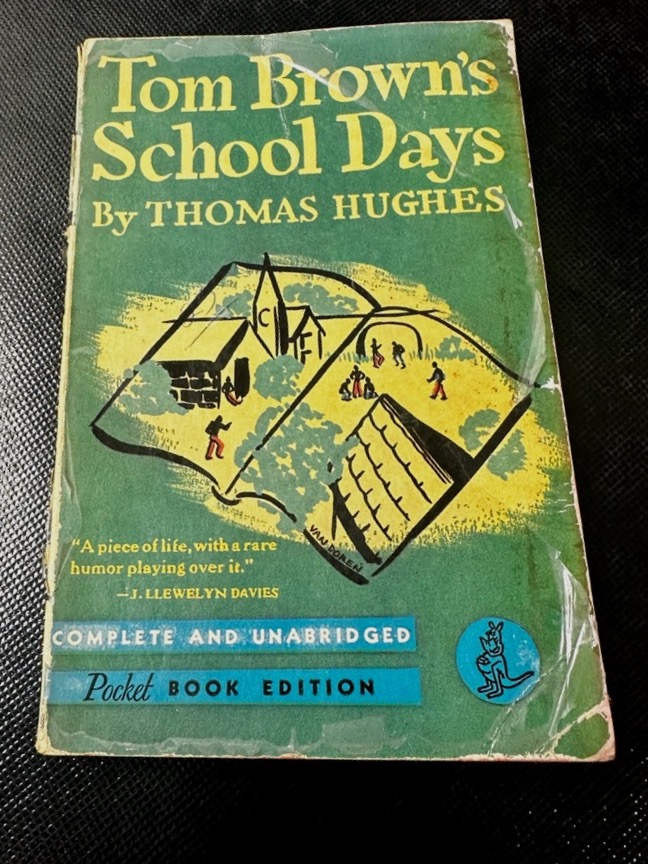 Tom Brown's
School Days
By THOMAS HUGHES
C
F
F
VAN DOREN
"A piece of life, with a rare
humor playing over it."
—J. LLEWELYN DAVIES
COMPLETE AND UNABRIDGED
Pocket BOOK EDITION